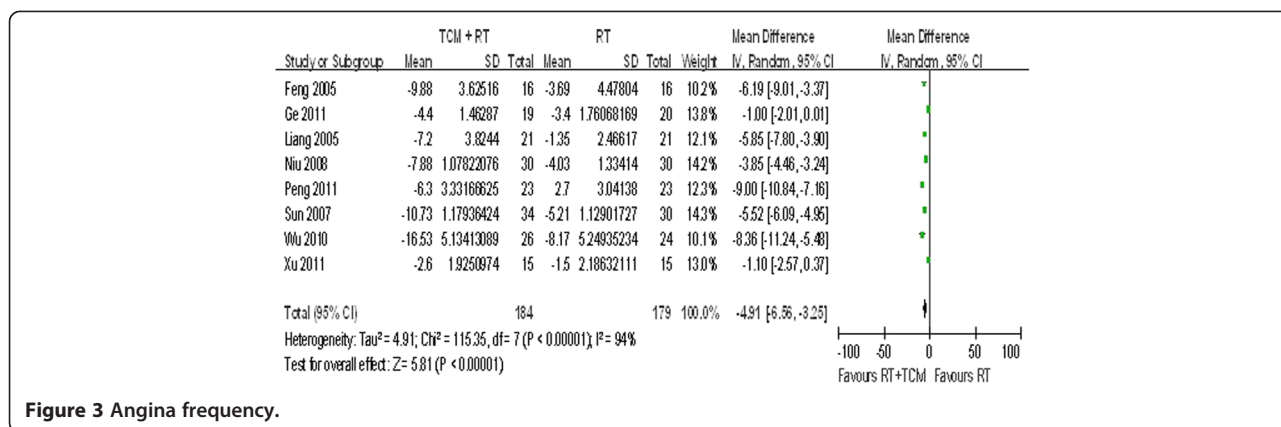 TCM + RT RT Mean Difference Mean Difference
Study or Subgroup Mean SD Total Mean SD Total Weight IV, Random, 95% CI IV, Random, 95% CI
Feng 2005 -9.88 3.62516 16 -3.69 4.47804 16 10.2% -6.19 [-9.01, -3.37]
Ge 2011 -4.4 1.46287 19 -3.4 1.76068169 20 13.8% -1.00 [-2.01, 0.01]
Liang 2005 -7.2 3.8244 21 -1.35 2.46617 21 12.1% -5.85 [-7.80, -3.90]
Niu 2008 -7.88 1.07822076 30 -4.03 1.33414 30 14.2% -3.85 [-4.46, -3.24]
Peng 2011 -6.3 3.33166625 23 2.7 3.04138 23 12.3% -9.00 [-10.84, -7.16]
Sun 2007 -10.73 1.17936424 34 -5.21 1.12901727 30 14.3% -5.52 [-6.09, -4.95]
Wu 2010 -16.53 5.13413089 26 -8.17 5.24935234 24 10.1% -8.36 [-11.24, -5.48]
Xu 2011 -2.6 1.9250974 15 -1.5 2.18632111 15 13.0% -1.10 [-2.57, 0.37]
Total (95% CI) 184 179 100.0% -4.91 [-6.56, -3.25]
Heterogeneity: Tau² = 4.91; Chi² = 115.35, df = 7 (P < 0.00001); I² = 94%
Test for overall effect: Z = 5.81 (P < 0.00001)
-100 -50 0 50 100
Favours RT+TCM Favours RT
Figure 3 Angina frequency.